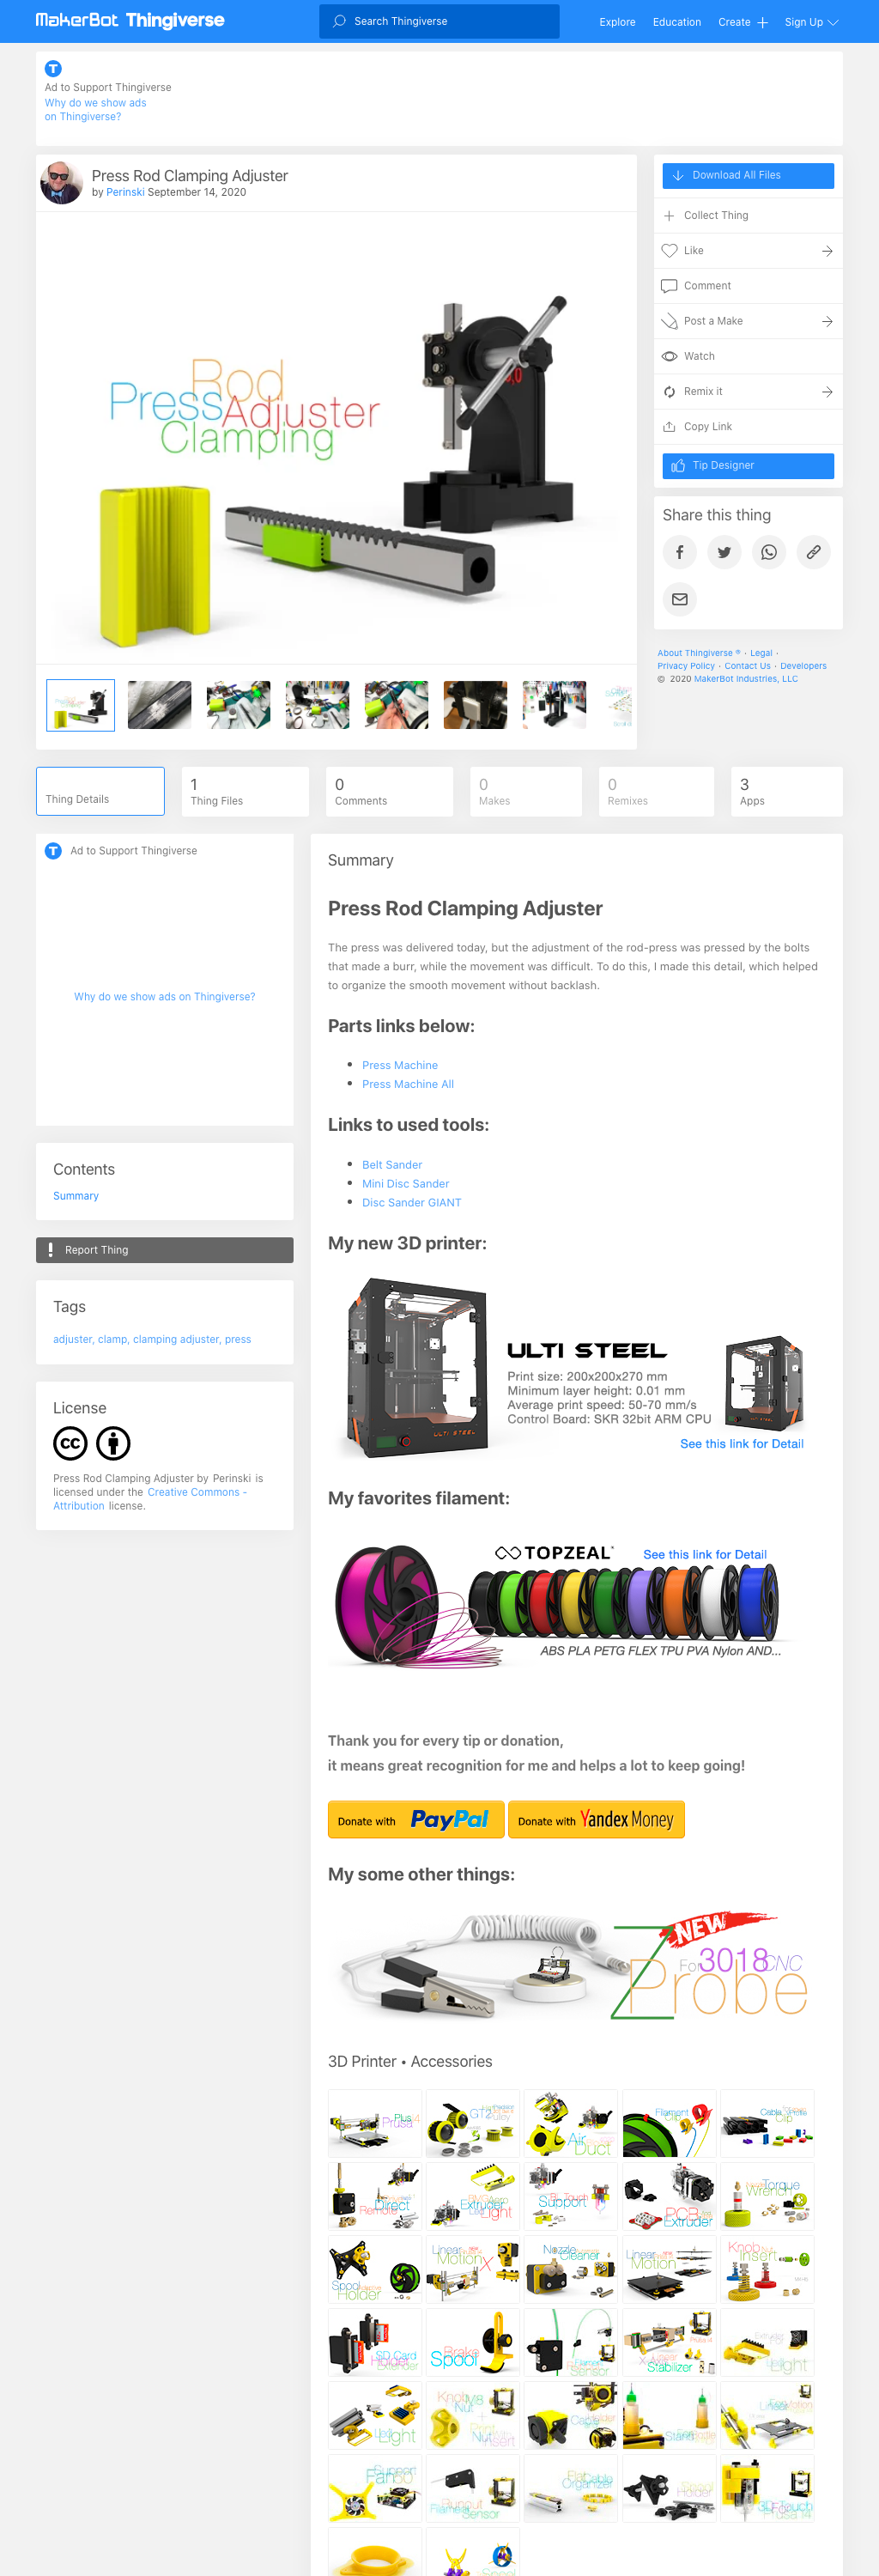 MakerBot Thingiverse
Search Thingiverse
Explore Education Create Sign Up
Ad to Support Thingiverse
Why do we show ads
on Thingiverse?
Press Rod Clamping Adjuster
by Perinski September 14, 2020
Rod
Press Adjuster
Clamping
Download All Files
Collect Thing
Like
Comment
Post a Make
Watch
Remix it
Copy Link
Tip Designer
Share this thing
About Thingiverse ® · Legal ·
Privacy Policy · Contact Us · Developers
© 2020 MakerBot Industries, LLC
Thing Details
1
Thing Files
0
Comments
0
Makes
0
Remixes
3
Apps
Ad to Support Thingiverse
Why do we show ads on Thingiverse?
Contents
Summary
Report Thing
Tags
adjuster, clamp, clamping adjuster, press
License
Press Rod Clamping Adjuster by Perinski is
licensed under the Creative Commons -
Attribution license.
Summary
Press Rod Clamping Adjuster
The press was delivered today, but the adjustment of the rod-press was pressed by the bolts
that made a burr, while the movement was difficult. To do this, I made this detail, which helped
to organize the smooth movement without backlash.
Parts links below:
Press Machine
Press Machine All
Links to used tools:
Belt Sander
Mini Disc Sander
Disc Sander GIANT
My new 3D printer:
ULTI STEEL
Print size: 200x200x270 mm
Minimum layer height: 0.01 mm
Average print speed: 50-70 mm/s
Control Board: SKR 32bit ARM CPU
See this link for Detail
My favorites filament:
TOPZEAL
See this link for Detail
ABS PLA PETG FLEX TPU PVA Nylon AND...
Thank you for every tip or donation,
it means great recognition for me and helps a lot to keep going!
Donate with PayPal
Donate with Yandex Money
My some other things:
NEW
For 3018 CNC
Z Probe
3D Printer • Accessories
Plus
Prusa
GT2
Pulley
Air
Duct
Filament
Clip
Cable
Clip
Direct
Remote
Extruder
Light
Support
PCB
Extruder
Torque
Wrench
Spool
Holder
Linear
Motion X
Nozzle
Cleaner
Linear
Motion
Knob
Insert
SD Card
Holder
Extender
Brake
Spool
Filament
Sensor
Stabilizer
Light
Light
Knob M8
Nut
Nut
Insert
Stand
Linear
Support
Fan
Filament
Runout
Sensor
Flat
Cable
Organizer
Spool
Holder
3D Touch
For
Prusa i4
Spool